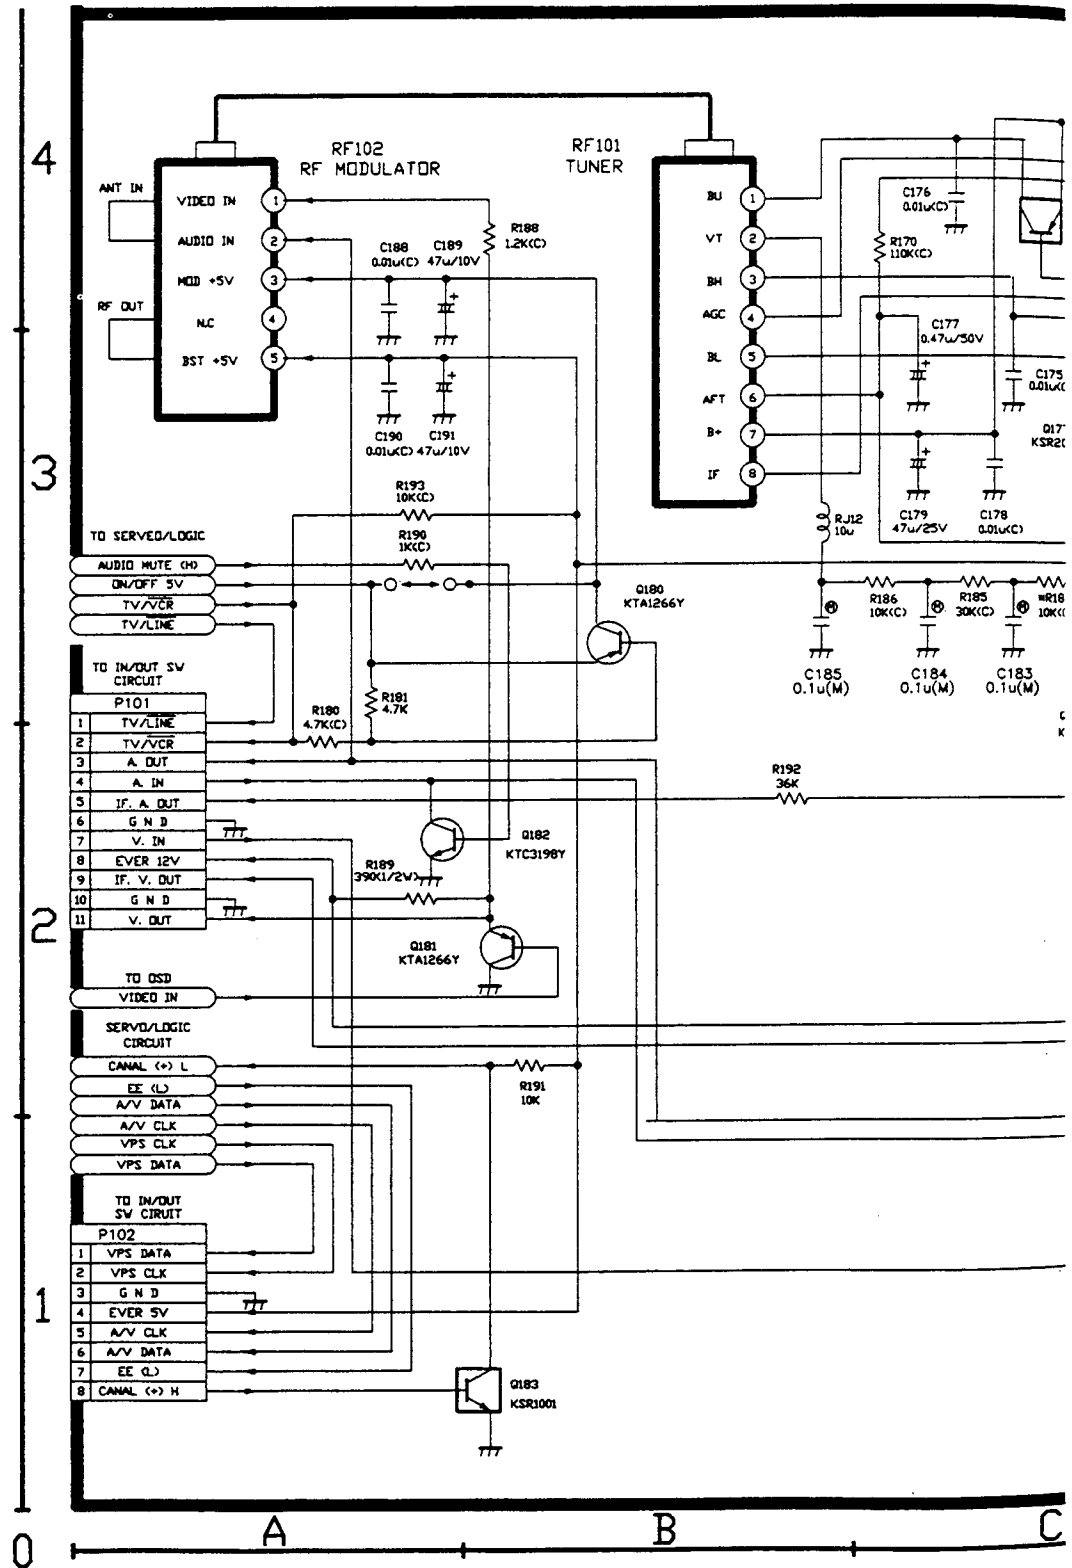 4
3
2
1
0
A
B
C
RF102
RF MODULATOR
ANT IN
RF OUT
VIDEO IN
1
AUDIO IN
2
MOD +5V
3
N.C
4
BST +5V
5
RF101
TUNER
BU
1
VT
2
BH
3
AGC
4
BL
5
AFT
6
B+
7
IF
8
R188
1.2K(C)
C188
0.01u(C)
C189
47u/10V
C190
0.01u(C)
C191
47u/10V
C176
0.01u(C)
R170
110K(C)
C177
0.47u/50V
C175
0.01u(
Q17
KSR2
C179
47u/25V
C178
0.01u(C)
RJ12
10u
R193
10K(C)
R190
1K(C)
TO SERVEO/LOGIC
AUDIO MUTE (H)
ON/OFF 5V
TV/VCR
TV/LINE
Q180
KTA1266Y
R186
10K(C)
R185
30K(C)
*R18
10K(
M
M
M
C185
0.1u(M)
C184
0.1u(M)
C183
0.1u(M)
TO IN/OUT SW
CIRCUIT
P101
1 TV/LINE
2 TV/VCR
3 A. OUT
4 A. IN
5 IF. A. OUT
6 G N D
7 V. IN
8 EVER 12V
9 IF. V. OUT
10 G N D
11 V. OUT
R181
4.7K
R180
4.7K(C)
R192
36K
Q182
KTC3198Y
R189
390K(1/2W)
Q181
KTA1266Y
TO OSD
VIDEO IN
SERVO/LOGIC
CIRCUIT
CANAL (+) L
EE (L)
A/V DATA
A/V CLK
VPS CLK
VPS DATA
R191
10K
TO IN/OUT
SW CIRUIT
P102
1 VPS DATA
2 VPS CLK
3 G N D
4 EVER 5V
5 A/V CLK
6 A/V DATA
7 EE (L)
8 CANAL (+) H
Q183
KSR1001